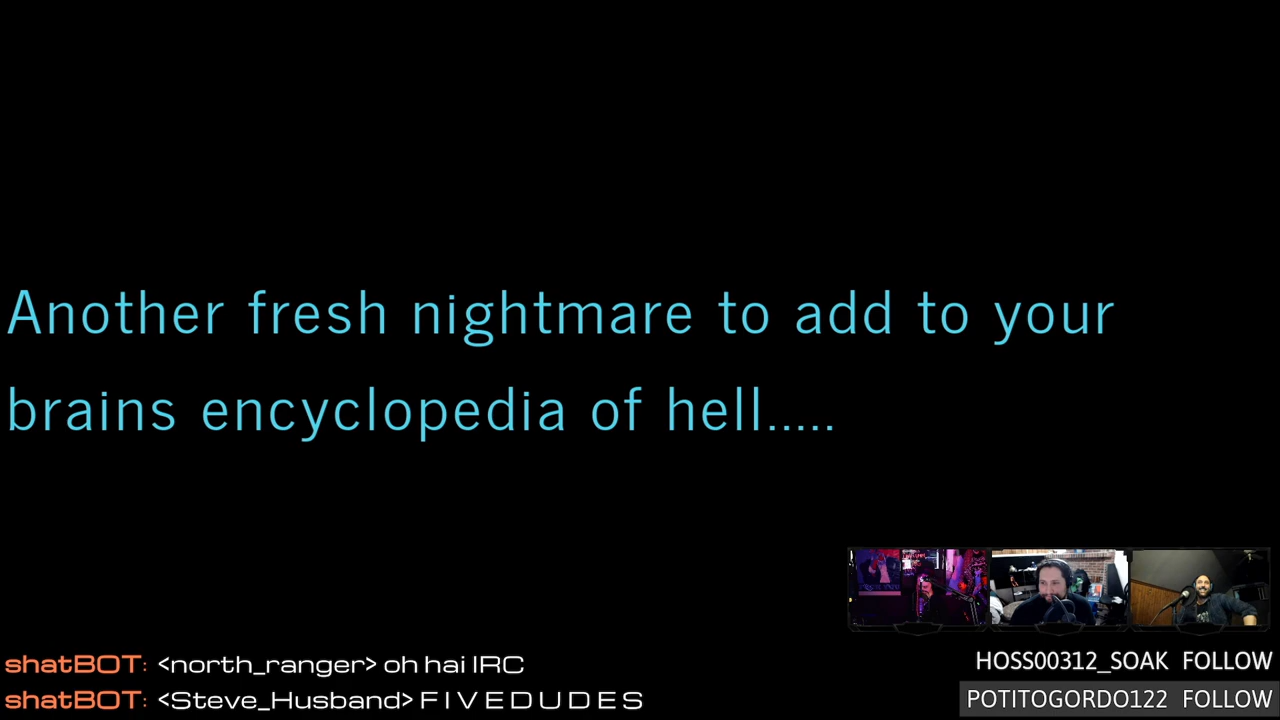 Another fresh nightmare to add to your
brains encyclopedia of hell.....
shatBOT: <north_ranger> oh hai IRC
shatBOT: <Steve_Husband> F I V E D U D E S
HOSS00312_SOAK FOLLOW
POTITOGORDO122 FOLLOW